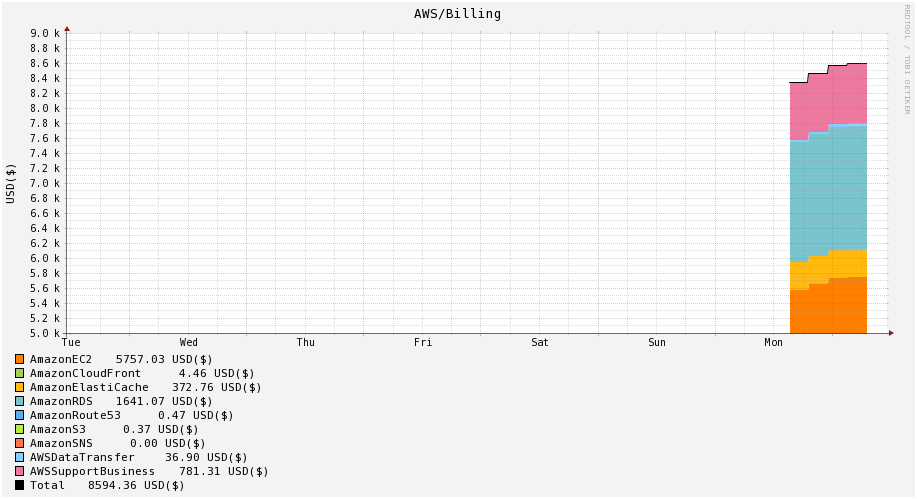 AWS/Billing
RRDTOOL / TOBI OETIKER
USD($)
9.0 k
8.8 k
8.6 k
8.4 k
8.2 k
8.0 k
7.8 k
7.6 k
7.4 k
7.2 k
7.0 k
6.8 k
6.6 k
6.4 k
6.2 k
6.0 k
5.8 k
5.6 k
5.4 k
5.2 k
5.0 k
Tue Wed Thu Fri Sat Sun Mon
AmazonEC2 5757.03 USD($)
AmazonCloudFront 4.46 USD($)
AmazonElastiCache 372.76 USD($)
AmazonRDS 1641.07 USD($)
AmazonRoute53 0.47 USD($)
AmazonS3 0.37 USD($)
AmazonSNS 0.00 USD($)
AWSDataTransfer 36.90 USD($)
AWSSupportBusiness 781.31 USD($)
Total 8594.36 USD($)